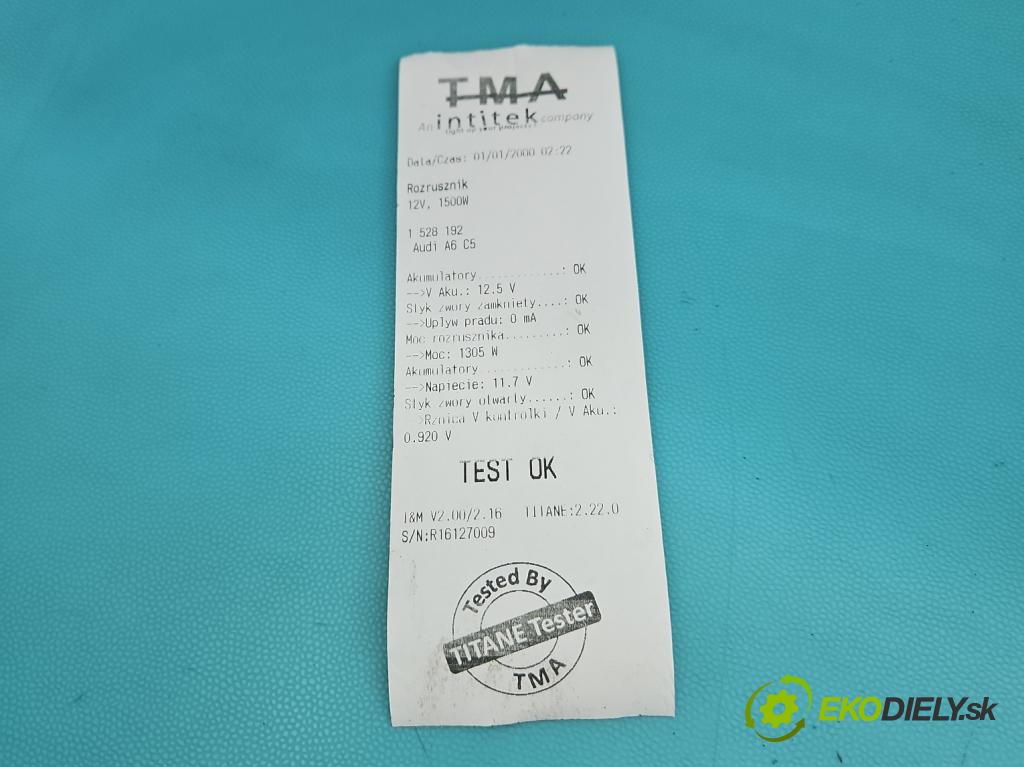 TMA
An intitek company
light up your projects!
Data/Czas: 01/01/2000 02:22
Rozrusznik
12V, 1500W
1 528 192
Audi A6 C5
Akumulatory.............: OK
-->V Aku.: 12.5 V
Styk zwory zamkniety....: OK
-->Uplyw pradu: 0 mA
Moc rozrusznika.........: OK
-->Moc: 1305 W
Akumulatory.............: OK
-->Napiecie: 11.7 V
Styk zwory otwarty......: OK
->Rznica V kontrolki / V Aku.:
0.920 V
TEST OK
I&M V2.00/2.16 TITANE:2.22.0
S/N:R16127009
Tested By
TITANE Tester
TMA
EKODIELY.sk